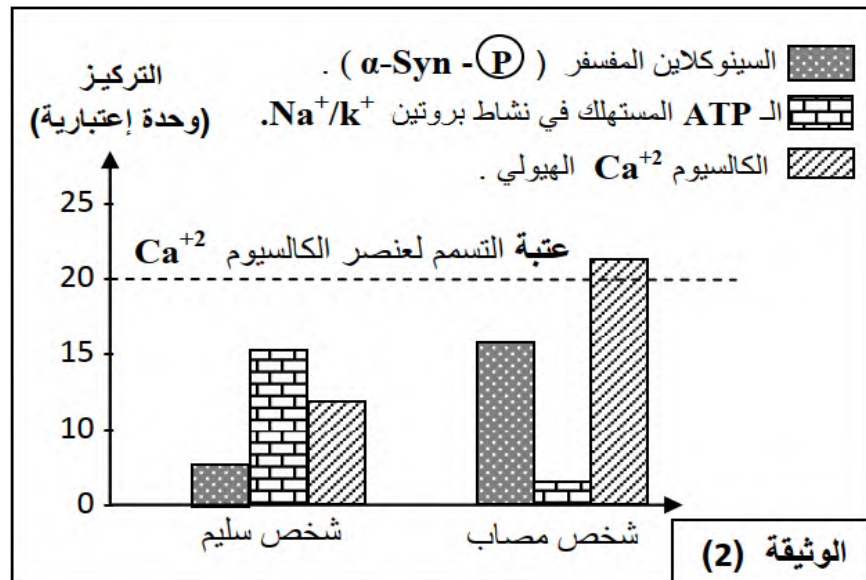 السينوكلاين المفسفر ( α-Syn - P ) .
الـ ATP المستهلك في نشاط بروتين Na⁺/k⁺.
الكالسيوم Ca⁺² الهيولي .
التركيز
(وحدة إعتبارية)
25
عتبة التسمم لعنصر الكالسيوم Ca⁺²
20
15
10
0
شخص سليم
شخص مصاب
الوثيقة (2)